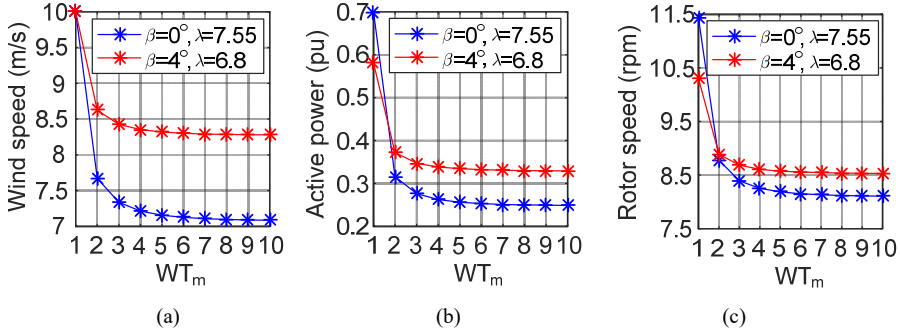 Wind speed (m/s)
10
9
8.5
8
7.5
7
1 2 3 4 5 6 7 8 9 10
WTm
β=0°, λ=7.55
β=4°, λ=6.8
(a)
Active power (pu)
0.7
0.6
0.5
0.4
0.3
0.2
1 2 3 4 5 6 7 8 9 10
WTm
β=0°, λ=7.55
β=4°, λ=6.8
(b)
Rotor speed (rpm)
11.5
10.5
9.5
8.5
7.5
1 2 3 4 5 6 7 8 9 10
WTm
β=0°, λ=7.55
β=4°, λ=6.8
(c)